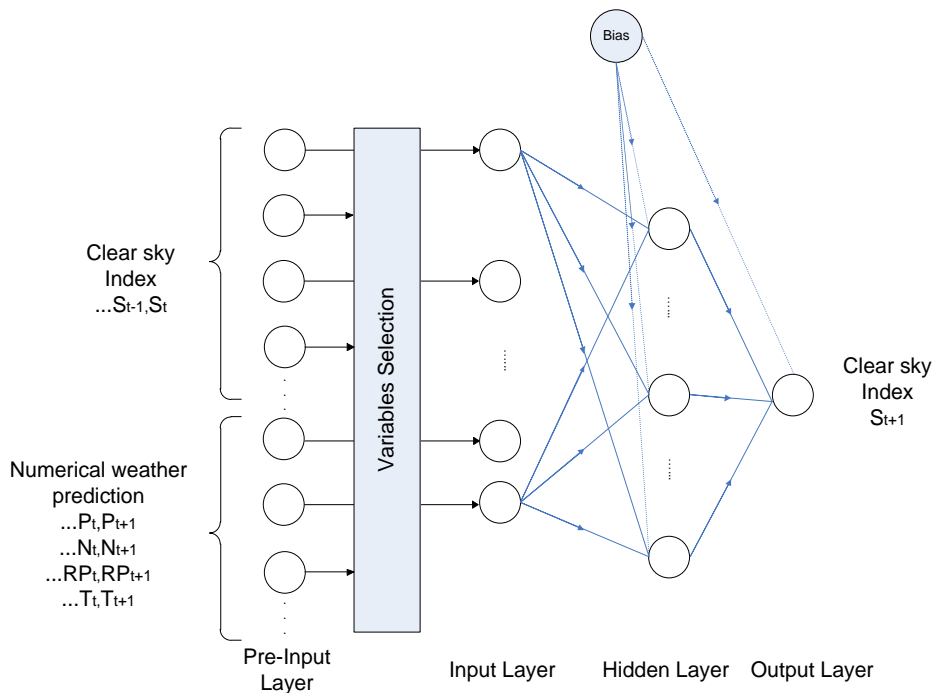 Bias
Clear sky
Index
...St-1,St
Variables Selection
Clear sky
Index
St+1
Numerical weather
prediction
...Pt,Pt+1
...Nt,Nt+1
...RPt,RPt+1
...Tt,Tt+1
Pre-Input
Layer
Input Layer
Hidden Layer
Output Layer